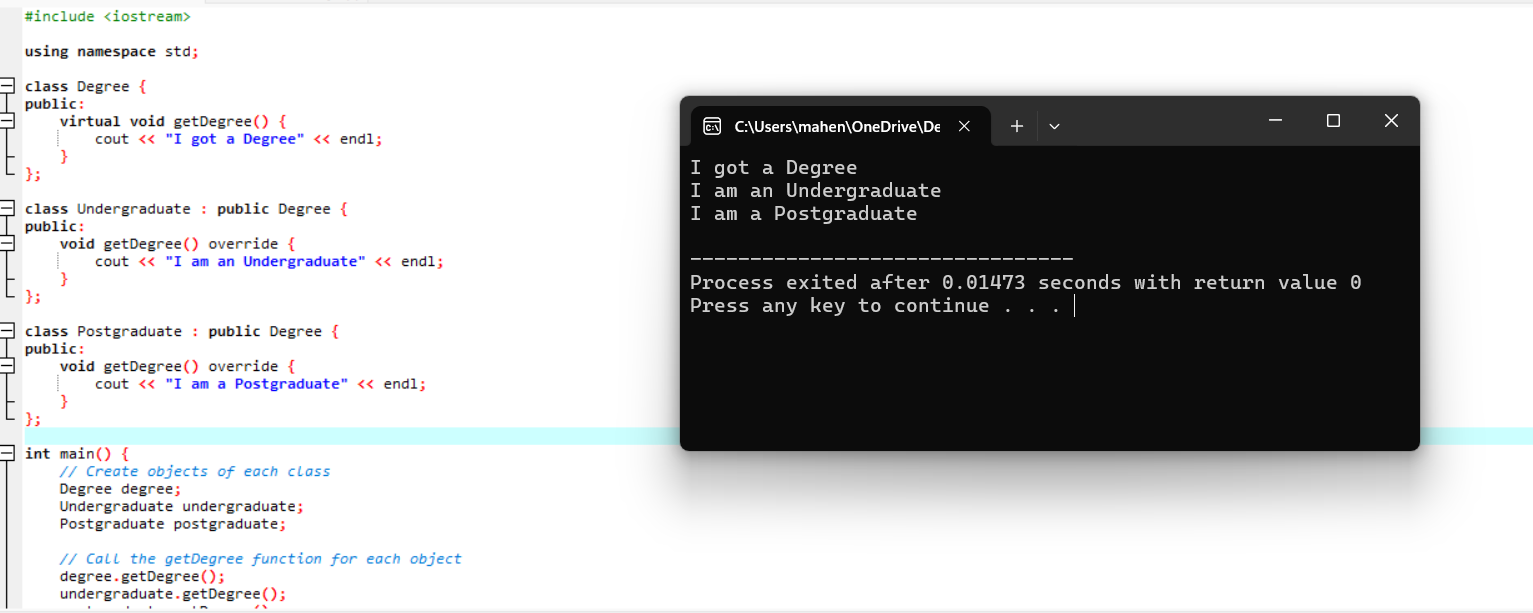 #include <iostream>
using namespace std;
class Degree {
public:
virtual void getDegree() {
cout << "I got a Degree" << endl;
}
};
class Undergraduate : public Degree {
public:
void getDegree() override {
cout << "I am an Undergraduate" << endl;
}
};
class Postgraduate : public Degree {
public:
void getDegree() override {
cout << "I am a Postgraduate" << endl;
}
};
int main() {
// Create objects of each class
Degree degree;
Undergraduate undergraduate;
Postgraduate postgraduate;
// Call the getDegree function for each object
degree.getDegree();
undergraduate.getDegree();
C:\Users\mahen\OneDrive\De
I got a Degree
I am an Undergraduate
I am a Postgraduate
--------------------------------
Process exited after 0.01473 seconds with return value 0
Press any key to continue . . .